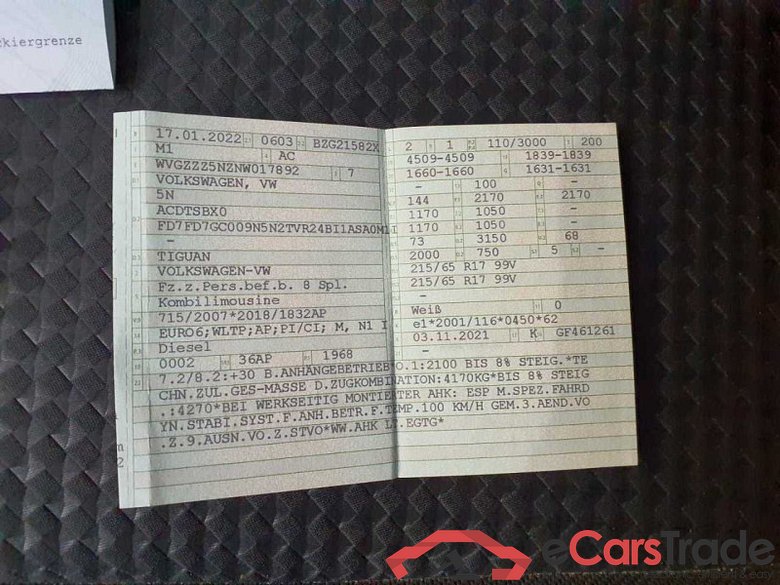 kiergrenze
17.01.2022 0603 BZG21582X
M1 AC
WVGZZZ5NZNW017892 7
VOLKSWAGEN, VW
5N
ACDTSBX0
FD7FD7GC009N5N2TVR24BI1ASA0MLI
–
TIGUAN
VOLKSWAGEN-VW
Fz.z.Pers.bef.b. 8 Spl.
Kombilimousine
715/2007*2018/1832AP
EURO6;WLTP;AP;PI/CI; M, N1 I
Diesel
0002 36AP 1968
2 1 110/3000 200
4509-4509 1839-1839
1660-1660 1631-1631
– 100 –
144 2170 2170
1170 1050 –
1170 1050 –
73 3150 68
2000 750 5 –
215/65 R17 99V
215/65 R17 99V
–
Weiß 0
e1*2001/116*0450*62
03.11.2021 K GF461261
–
7.2/8.2:+30 B.ANHÄNGEBETRIEB*O.1:2100 BIS 8% STEIG.*TE
CHN.ZUL.GES-MASSE D.ZUGKOMBINATION:4170KG*BIS 8% STEIG
.:4270*BEI WERKSEITIG MONTIERTER AHK: ESP M.SPEZ.FAHRD
YN.STABI.SYST.F.ANH.BETR.F.TEMP.100 KM/H GEM.3.AEND.VO
.Z.9.AUSN.VO.Z.STVO*WW.AHK LT.EGTG*
eCarsTrade